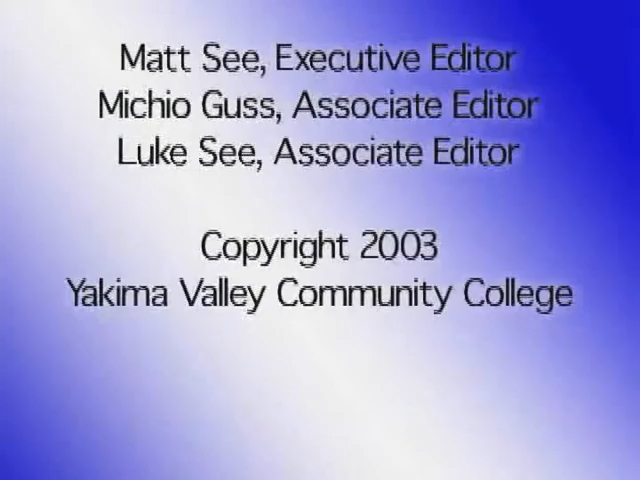 Matt See, Executive Editor
Michio Guss, Associate Editor
Luke See, Associate Editor
Copyright 2003
Yakima Valley Community College